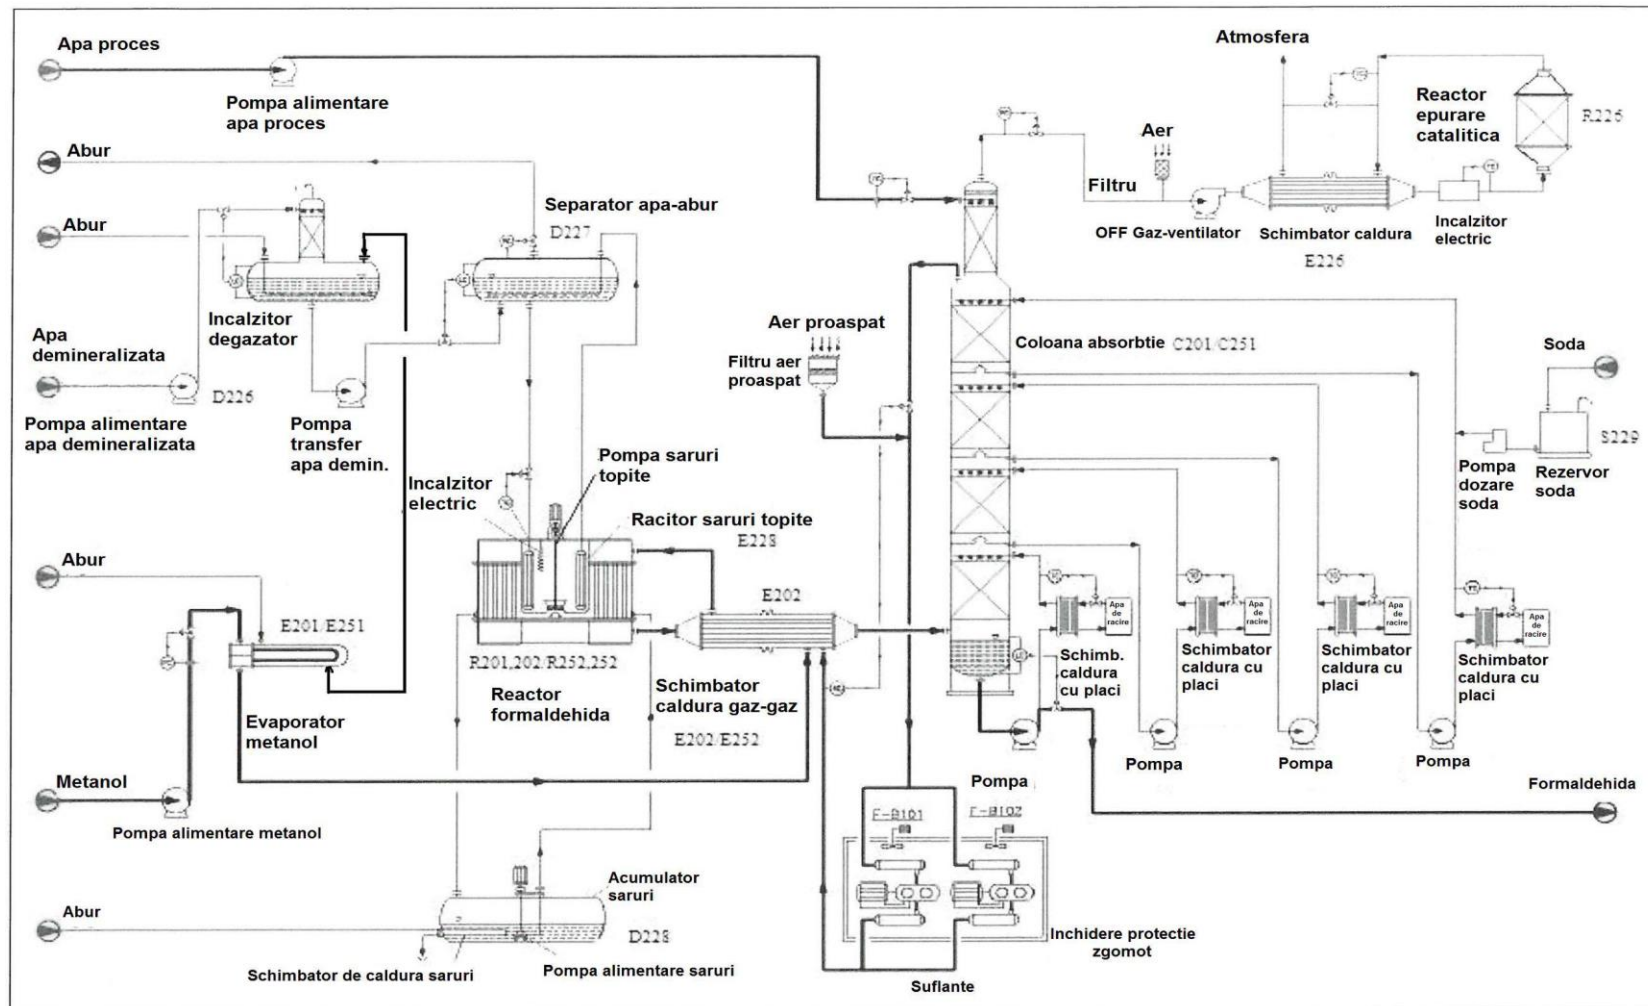 Apa proces
Pompa alimentare
apa proces
Atmosfera
Reactor
epurare
catalitica
R226
Aer
Filtru
OFF Gaz-ventilator
Schimbator caldura
E226
Incalzitor
electric
Abur
Abur
Separator apa-abur
D227
Incalzitor
degazator
Apa
demineralizata
D226
Pompa alimentare
apa demineralizata
Pompa
transfer
apa demin.
Aer proaspat
Filtru aer
proaspat
Coloana absorbtie C201/C251
Soda
S229
Pompa
dozare
soda
Rezervor
soda
Pompa saruri
topite
Incalzitor
electric
Racitor saruri topite
E228
Abur
E201/E251
Evaporator
metanol
R201,202/R252,252
Reactor
formaldehida
E202
Schimbator
caldura gaz-gaz
E202/E252
Apa
de
racire
Apa
de
racire
Apa
de
racire
Apa
de
racire
Schimb.
caldura
cu placi
Schimbator
caldura cu
placi
Schimbator
caldura cu
placi
Schimbator
caldura cu
placi
Pompa
Pompa
Pompa
Pompa
Metanol
Pompa alimentare metanol
Formaldehida
F-B101
F-B102
Acumulator
saruri
Abur
D228
Schimbator de caldura saruri
Pompa alimentare saruri
Inchidere protectie
zgomot
Suflante